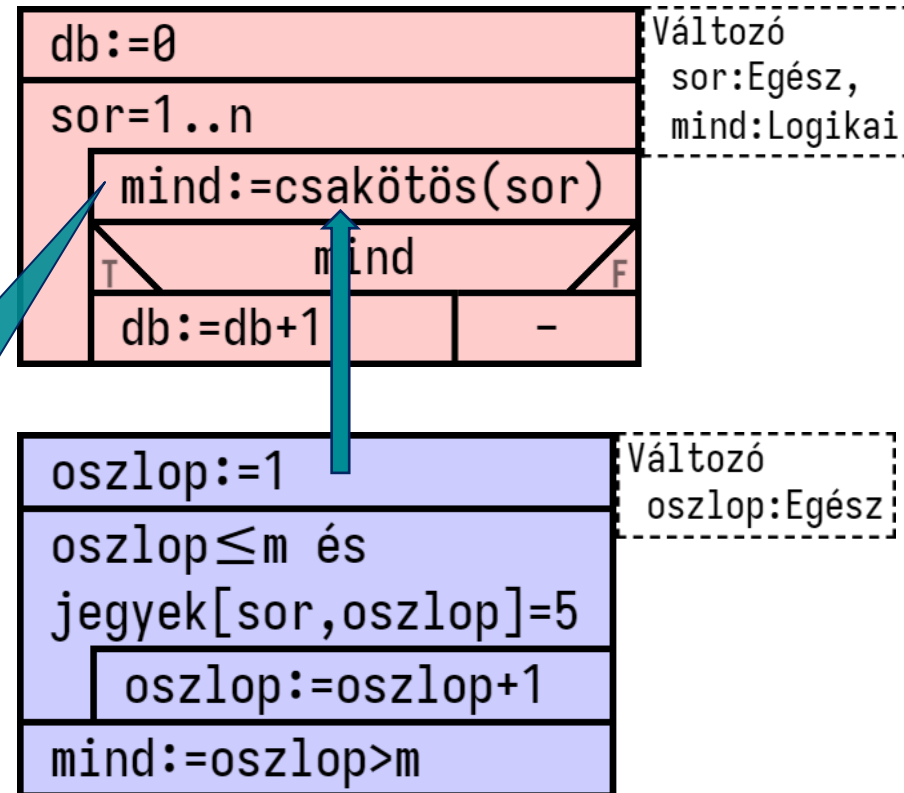 db:=0
Változó
sor:Egész,
mind:Logikai
sor=1..n
mind:=csakötös(sor)
mind
T
F
db:=db+1
-
oszlop:=1
Változó
oszlop:Egész
oszlop≤m és
jegyek[sor,oszlop]=5
oszlop:=oszlop+1
mind:=oszlop>m